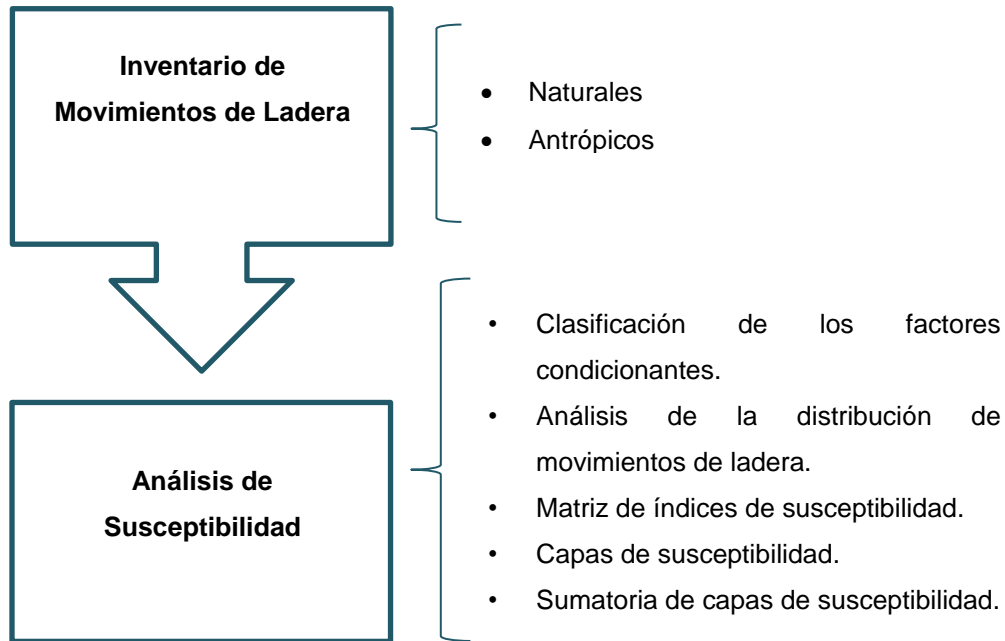 Inventario de
Movimientos de Ladera
• Naturales
• Antrópicos
Análisis de
Susceptibilidad
• Clasificación de los factores
condicionantes.
• Análisis de la distribución de
movimientos de ladera.
• Matriz de índices de susceptibilidad.
• Capas de susceptibilidad.
• Sumatoria de capas de susceptibilidad.